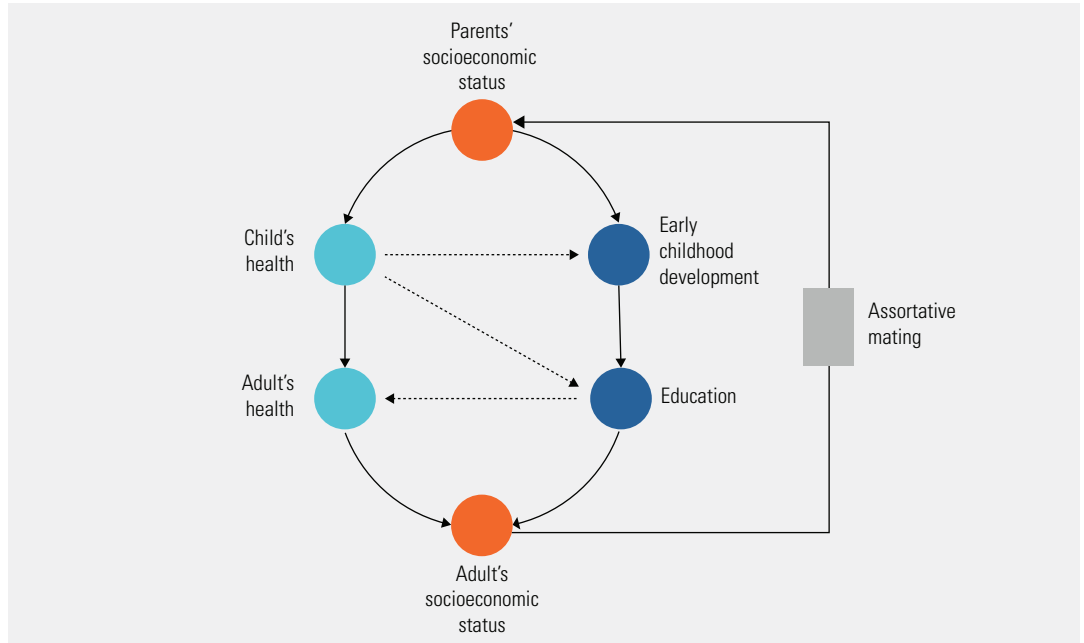 Parents'
socioeconomic
status
Child's
health
Early
childhood
development
Assortative
mating
Adult's
health
Education
Adult's
socioeconomic
status